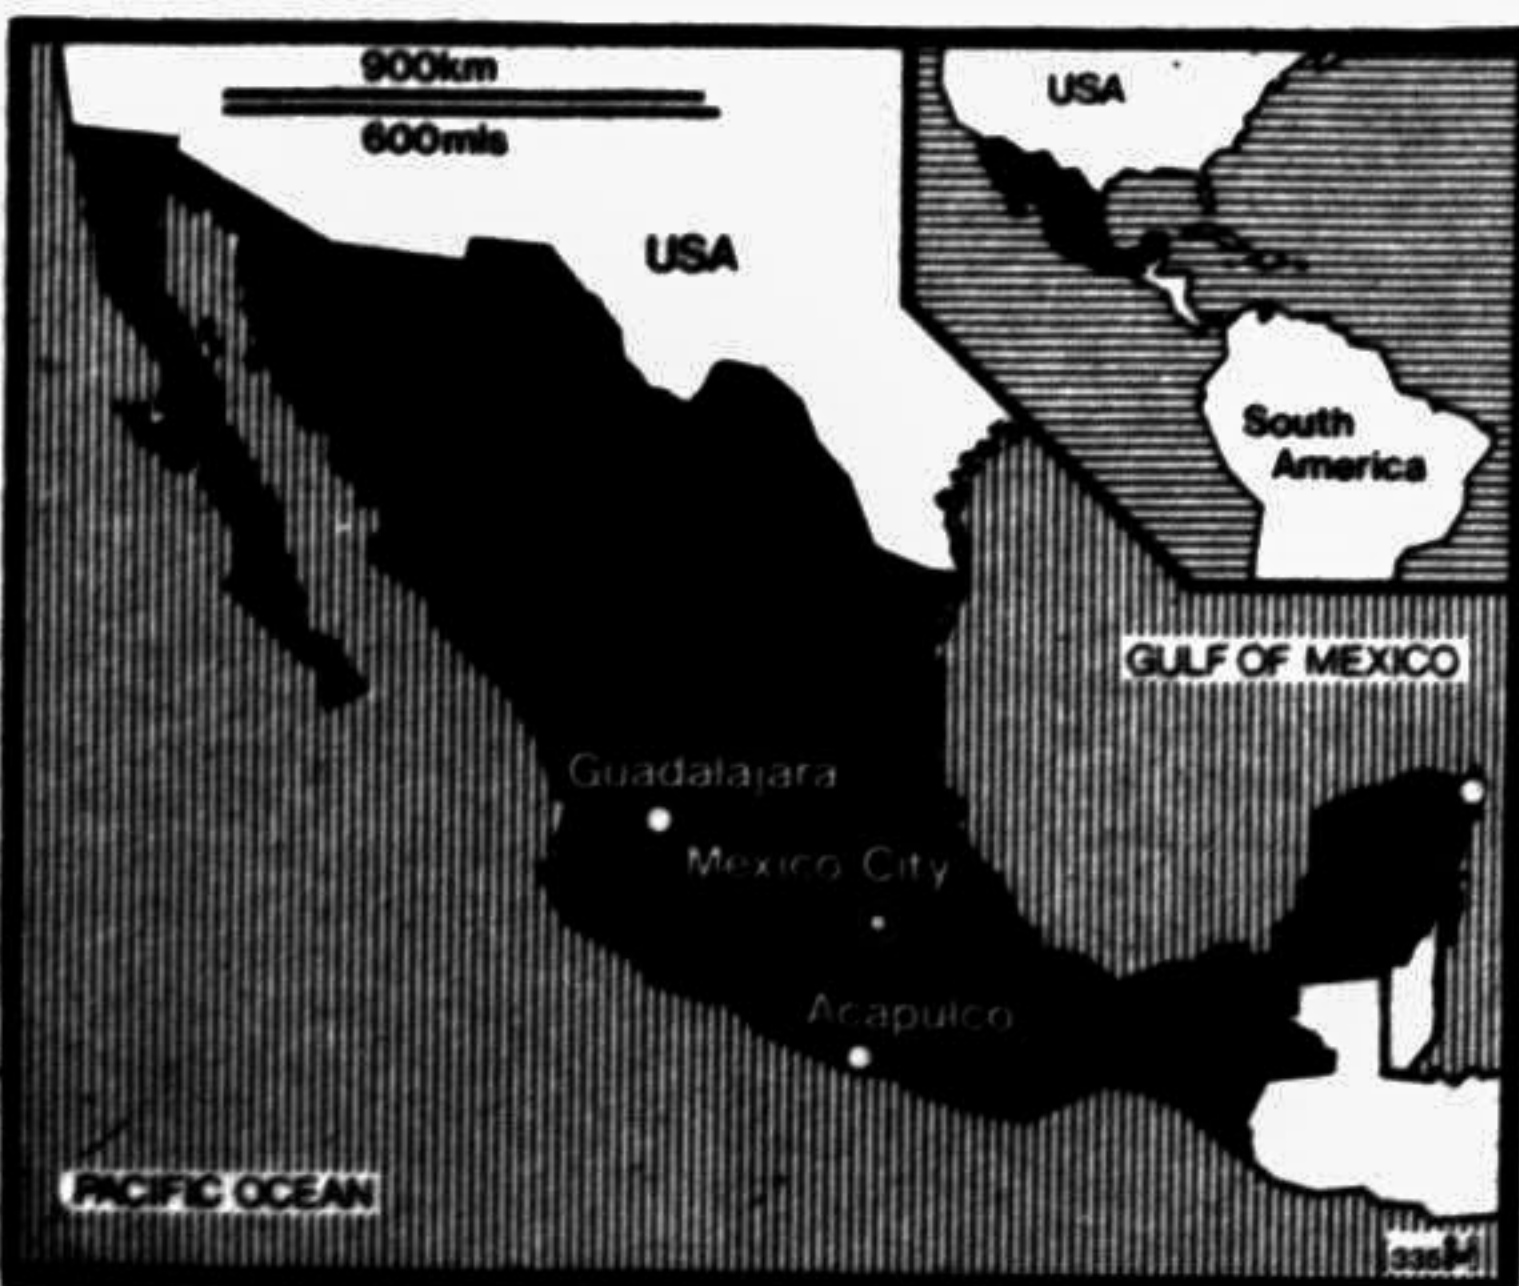 900km
600mls
USA
USA
South
America
GULF OF MEXICO
Guadalajara
Mexico City
Acapulco
PACIFIC OCEAN